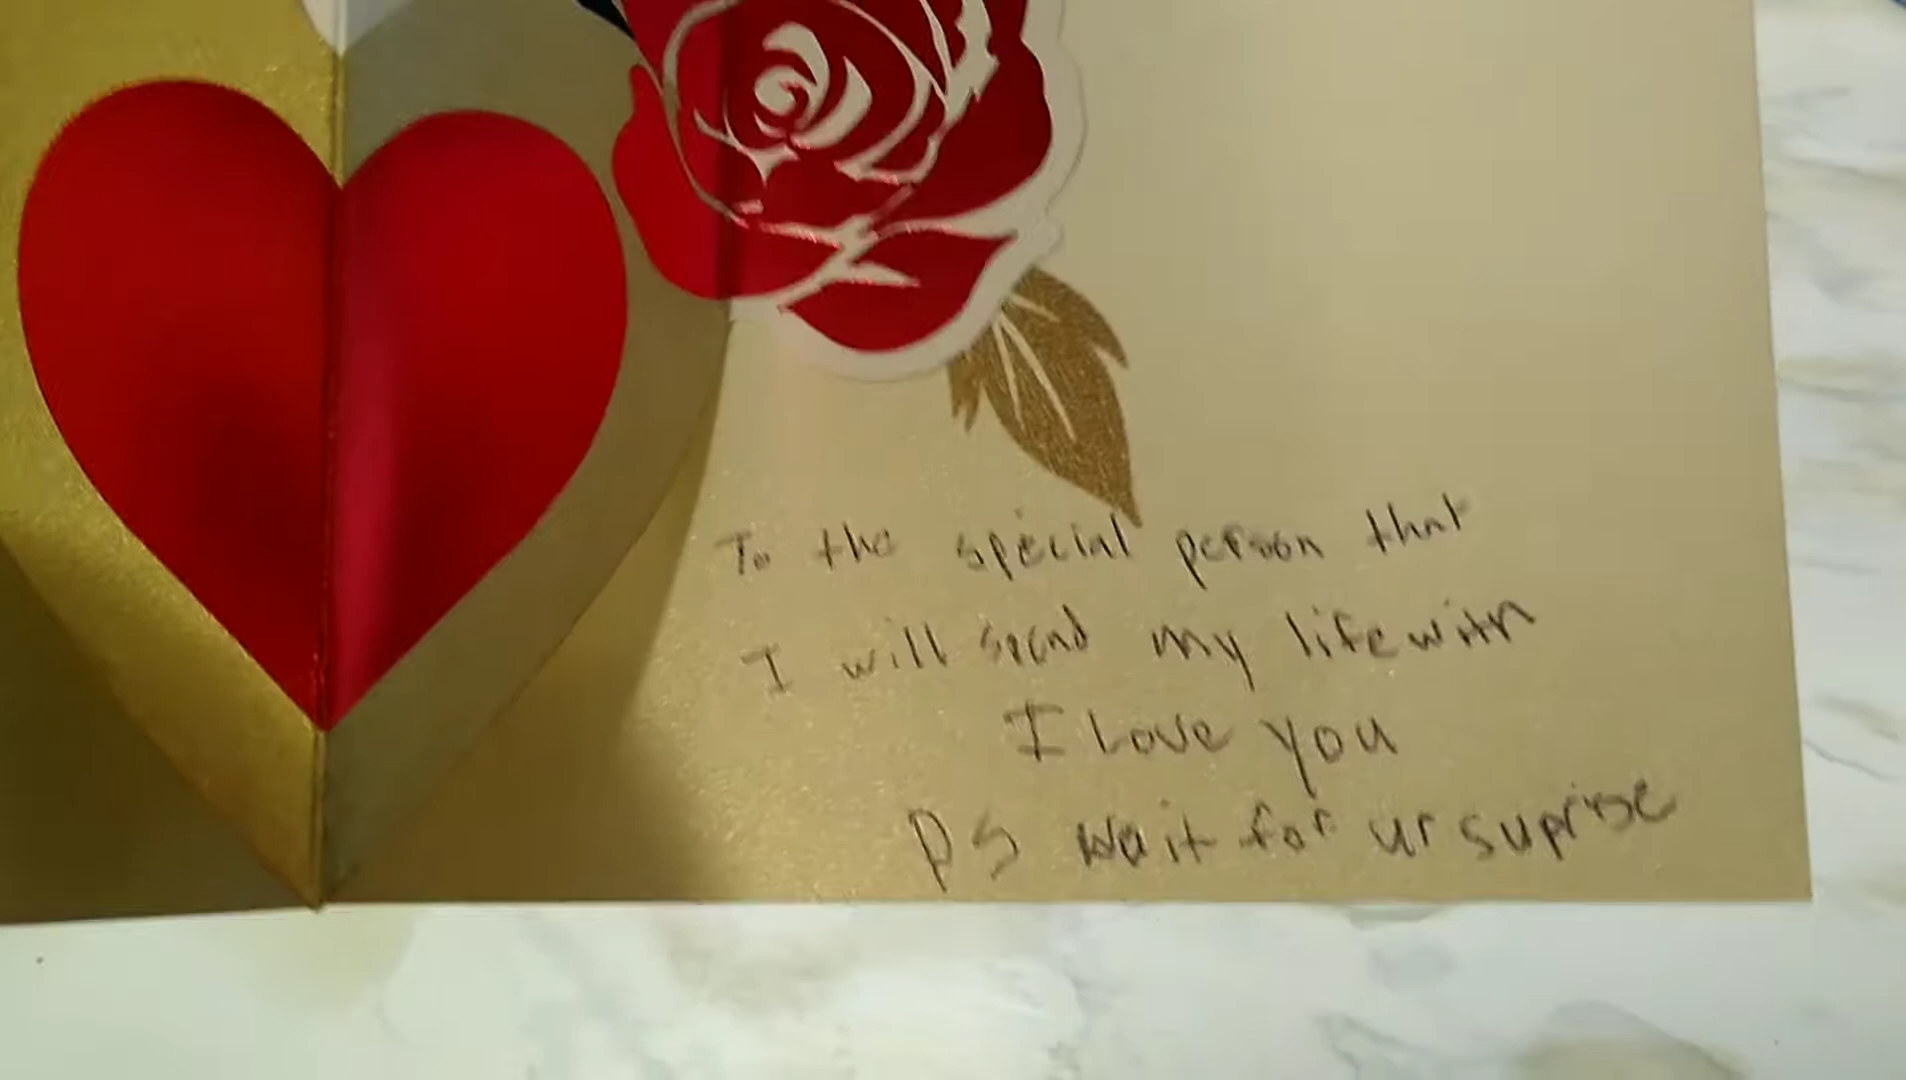 To the special person that
I will spend my life with
I love you
PS wait for ur suprise